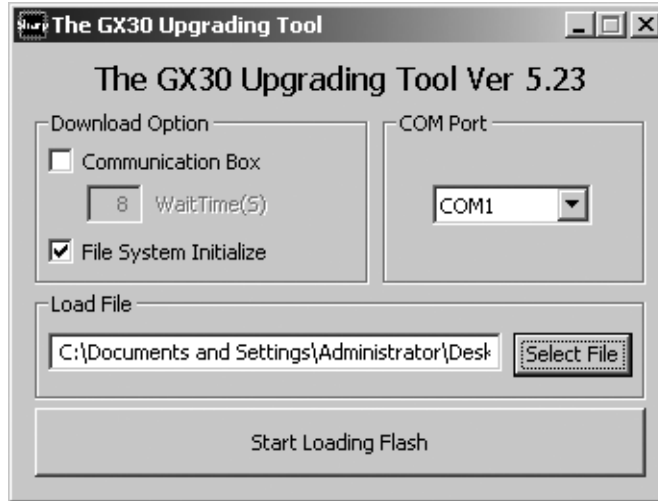 Sharp
The GX30 Upgrading Tool
The GX30 Upgrading Tool Ver 5.23
Download Option
Communication Box
8 WaitTime(S)
File System Initialize
COM Port
COM1
Load File
C:\Documents and Settings\Administrator\Desk
Select File
Start Loading Flash